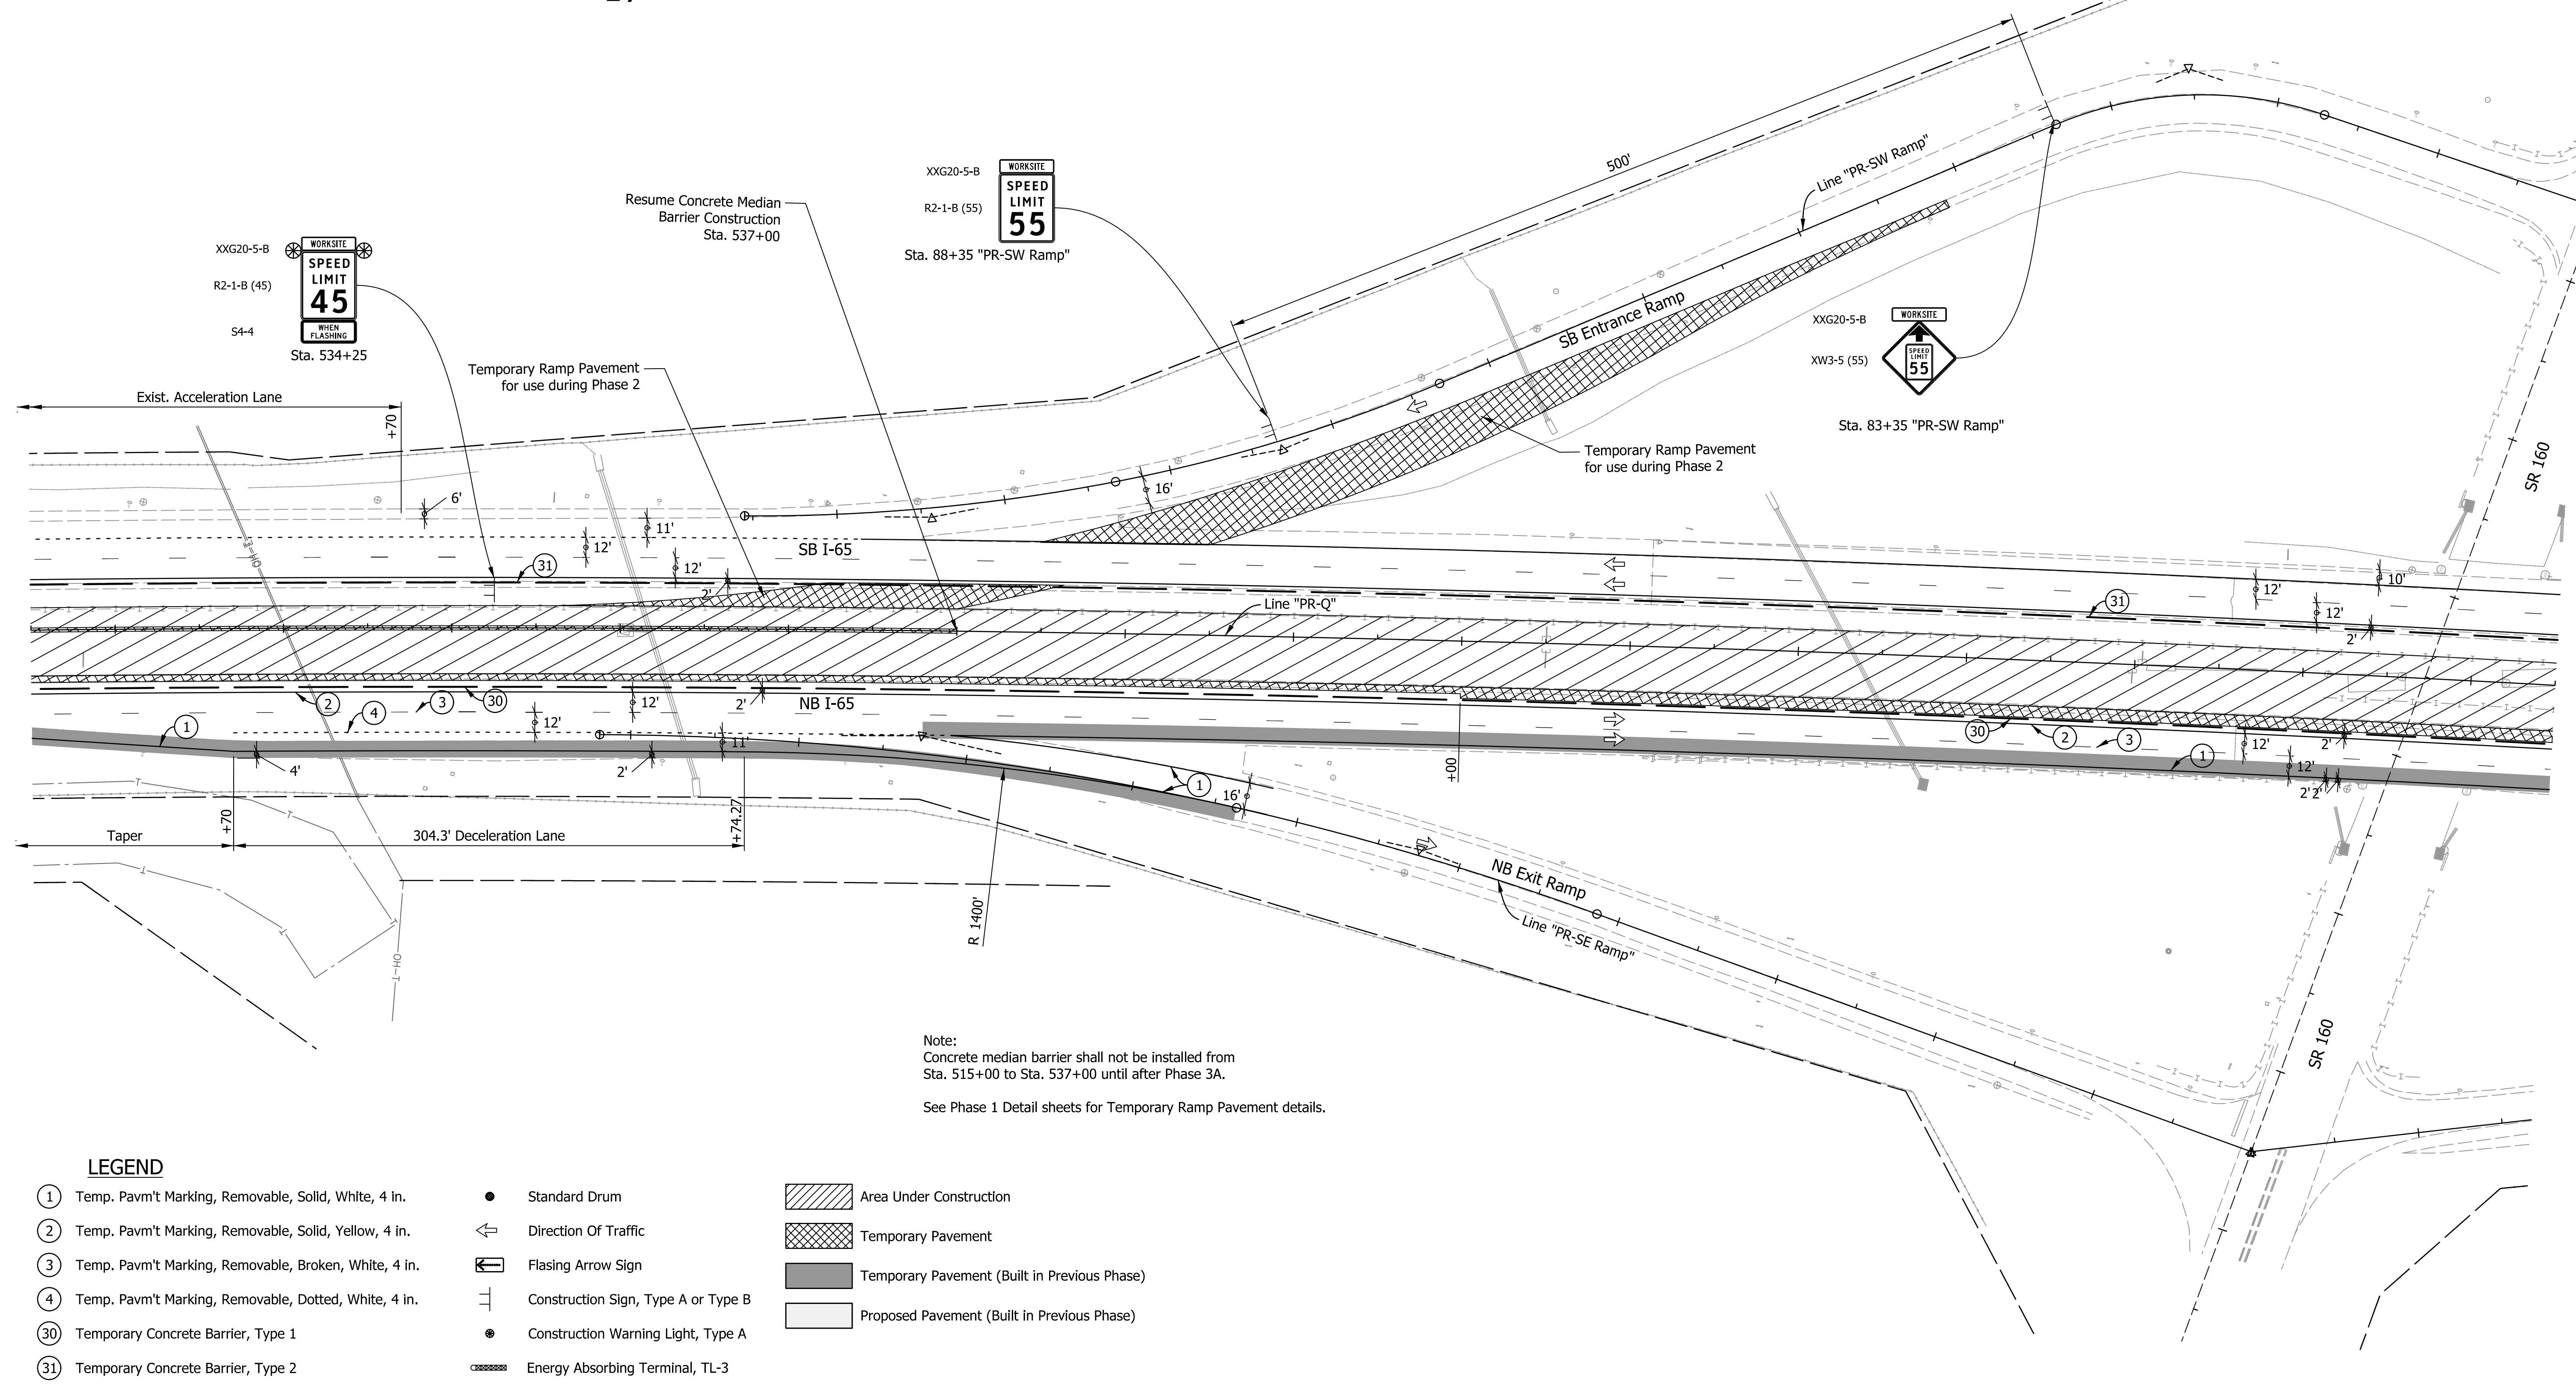 500'
Line "PR-SW Ramp"
XXG20-5-B
WORKSITE
R2-1-B (55)
SPEED
LIMIT
55
Sta. 88+35 "PR-SW Ramp"
Resume Concrete Median
Barrier Construction
Sta. 537+00
XXG20-5-B
WORKSITE
R2-1-B (45)
SPEED
LIMIT
45
S4-4
WHEN
FLASHING
Sta. 534+25
SB Entrance Ramp
XXG20-5-B
WORKSITE
XW3-5 (55)
SPEED
LIMIT
55
Sta. 83+35 "PR-SW Ramp"
Temporary Ramp Pavement
for use during Phase 2
Exist. Acceleration Lane
+70
Temporary Ramp Pavement
for use during Phase 2
SR 160
6'
11'
12'
12'
16'
SB I-65
31
2'
Line "PR-Q"
31
12'
10'
12'
2'
2
3
30
4
1
12'
12'
2'
NB I-65
11'
4'
2'
1
16'
+00
30
2
3
1
12'
2'
12'
2'
2'
Taper
+70
304.3' Deceleration Lane
+74.27
R 1400'
NB Exit Ramp
Line "PR-SE Ramp"
OH-T
SR 160
Note:
Concrete median barrier shall not be installed from
Sta. 515+00 to Sta. 537+00 until after Phase 3A.
See Phase 1 Detail sheets for Temporary Ramp Pavement details.
LEGEND
1 Temp. Pavm't Marking, Removable, Solid, White, 4 in.
2 Temp. Pavm't Marking, Removable, Solid, Yellow, 4 in.
3 Temp. Pavm't Marking, Removable, Broken, White, 4 in.
4 Temp. Pavm't Marking, Removable, Dotted, White, 4 in.
30 Temporary Concrete Barrier, Type 1
31 Temporary Concrete Barrier, Type 2
Standard Drum
Direction Of Traffic
Flasing Arrow Sign
Construction Sign, Type A or Type B
Construction Warning Light, Type A
Energy Absorbing Terminal, TL-3
Area Under Construction
Temporary Pavement
Temporary Pavement (Built in Previous Phase)
Proposed Pavement (Built in Previous Phase)